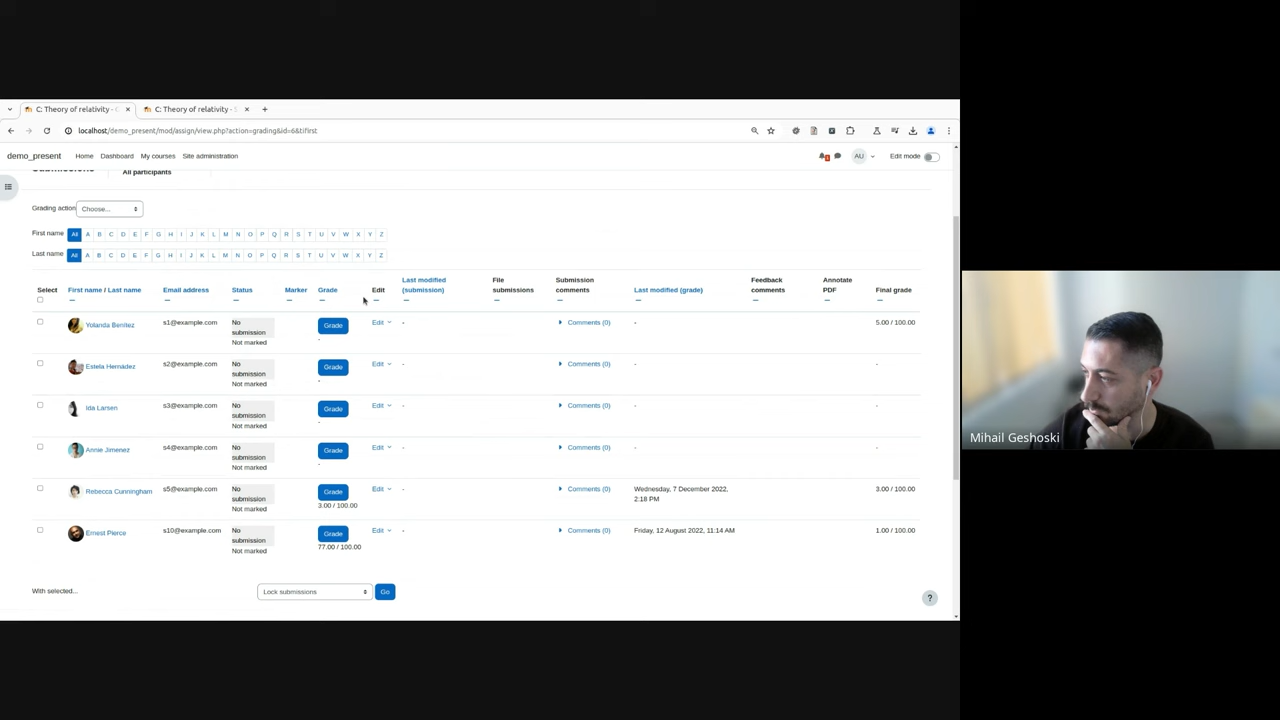 C: Theory of relativity -
C: Theory of relativity -
localhost/demo_present/mod/assign/view.php?action=grading&id=6&tifirst
demo_present Home Dashboard My courses Site administration AU Edit mode
Submissions All participants
Grading action Choose...
First name All A B C D E F G H I J K L M N O P Q R S T U V W X Y Z
Last name All A B C D E F G H I J K L M N O P Q R S T U V W X Y Z
Select First name / Last name Email address Status Marker Grade Edit Last modified (submission) File submissions Submission comments Last modified (grade) Feedback comments Annotate PDF Final grade
Yolanda Benitez s1@example.com No submission Grade Edit - Comments (0) - 5.00 / 100.00
Not marked -
Estela Hernádez s2@example.com No submission Grade Edit - Comments (0) - -
Not marked -
Ida Larsen s3@example.com No submission Grade Edit - Comments (0) - -
Not marked -
Annie Jimenez s4@example.com No submission Grade Edit - Comments (0) - -
Not marked -
Rebecca Cunningham s5@example.com No submission Grade Edit - Comments (0) Wednesday, 7 December 2022, 2:18 PM 3.00 / 100.00
Not marked 3.00 / 100.00
Ernest Pierce s10@example.com No submission Grade Edit - Comments (0) Friday, 12 August 2022, 11:14 AM 1.00 / 100.00
Not marked 77.00 / 100.00
With selected... Lock submissions Go
?
Mihail Geshoski